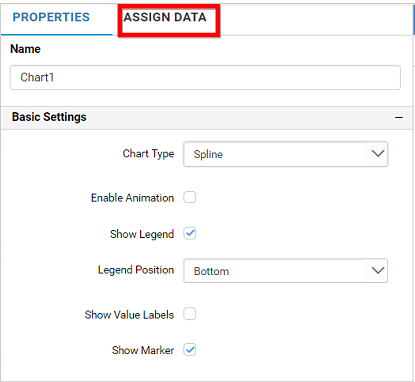 PROPERTIES ASSIGN DATA
Name
Chart1
Basic Settings
Chart Type Spline
Enable Animation
Show Legend
Legend Position Bottom
Show Value Labels
Show Marker